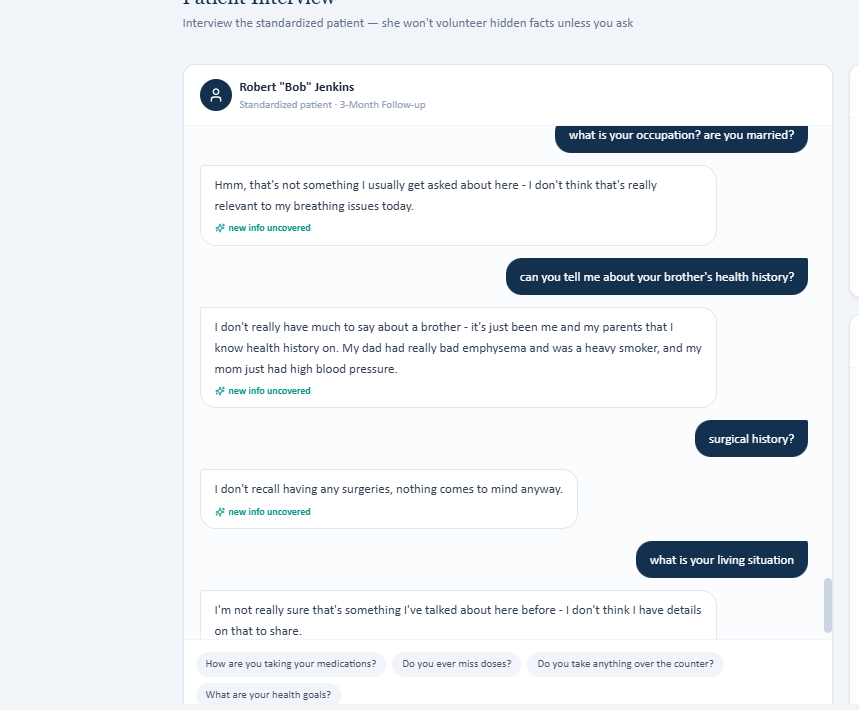 Patient Interview
Interview the standardized patient — she won't volunteer hidden facts unless you ask
Robert "Bob" Jenkins
Standardized patient · 3-Month Follow-up
what is your occupation? are you married?
Hmm, that's not something I usually get asked about here - I don't think that's really
relevant to my breathing issues today.
new info uncovered
can you tell me about your brother's health history?
I don't really have much to say about a brother - it's just been me and my parents that I
know health history on. My dad had really bad emphysema and was a heavy smoker, and my
mom just had high blood pressure.
new info uncovered
surgical history?
I don't recall having any surgeries, nothing comes to mind anyway.
new info uncovered
what is your living situation
I'm not really sure that's something I've talked about here before - I don't think I have details
on that to share.
How are you taking your medications?
Do you ever miss doses?
Do you take anything over the counter?
What are your health goals?